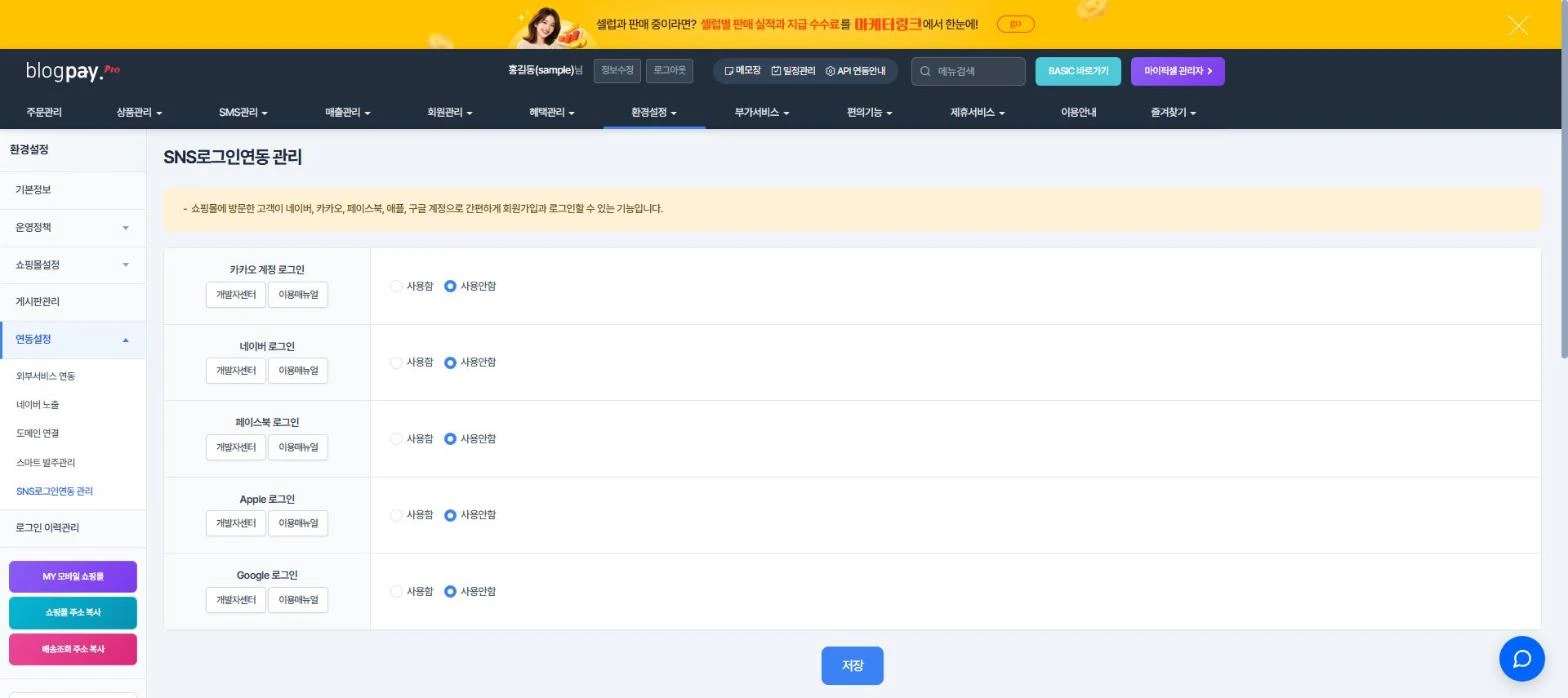 셀럽과 판매 중이라면? 셀럽별 판매 실적과 지급 수수료를 마케터링크에서 한눈에! go
blogpay.Pro
홍길동(sample)님 정보수정 로그아웃 메모장 일정관리 API 연동안내 메뉴검색 BASIC 바로가기 마이틱셀 관리자
주문관리 상품관리 SMS관리 매출관리 회원관리 혜택관리 환경설정 부가서비스 편의기능 제휴서비스 이용안내 즐겨찾기
환경설정
기본정보
운영정책
쇼핑몰설정
게시판관리
연동설정
외부서비스 연동
네이버 노출
도메인 연결
스마트 발주관리
SNS로그인연동 관리
로그인 이력관리
MY 모바일 쇼핑몰
쇼핑몰 주소 복사
배송조회 주소 복사
SNS로그인연동 관리
- 쇼핑몰에 방문한 고객이 네이버, 카카오, 페이스북, 애플, 구글 계정으로 간편하게 회원가입과 로그인할 수 있는 기능입니다.
카카오 계정 로그인
개발자센터 이용매뉴얼
사용함 사용안함
네이버 로그인
개발자센터 이용매뉴얼
사용함 사용안함
페이스북 로그인
개발자센터 이용매뉴얼
사용함 사용안함
Apple 로그인
개발자센터 이용매뉴얼
사용함 사용안함
Google 로그인
개발자센터 이용매뉴얼
사용함 사용안함
저장